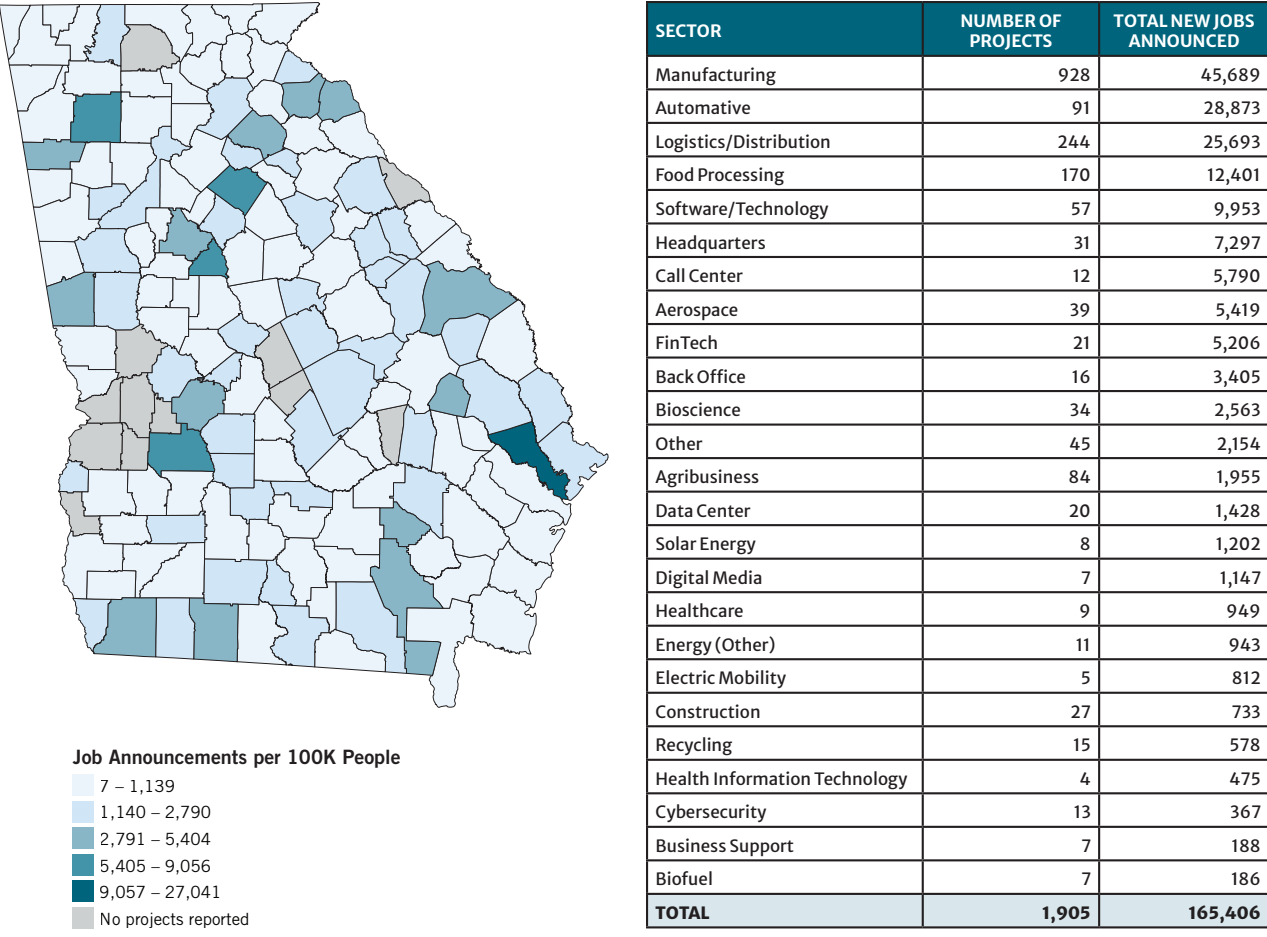 Job Announcements per 100K People
7 – 1,139
1,140 – 2,790
2,791 – 5,404
5,405 – 9,056
9,057 – 27,041
No projects reported
SECTOR NUMBER OF PROJECTS TOTAL NEW JOBS ANNOUNCED
Manufacturing 928 45,689
Automative 91 28,873
Logistics/Distribution 244 25,693
Food Processing 170 12,401
Software/Technology 57 9,953
Headquarters 31 7,297
Call Center 12 5,790
Aerospace 39 5,419
FinTech 21 5,206
Back Office 16 3,405
Bioscience 34 2,563
Other 45 2,154
Agribusiness 84 1,955
Data Center 20 1,428
Solar Energy 8 1,202
Digital Media 7 1,147
Healthcare 9 949
Energy (Other) 11 943
Electric Mobility 5 812
Construction 27 733
Recycling 15 578
Health Information Technology 4 475
Cybersecurity 13 367
Business Support 7 188
Biofuel 7 186
TOTAL 1,905 165,406